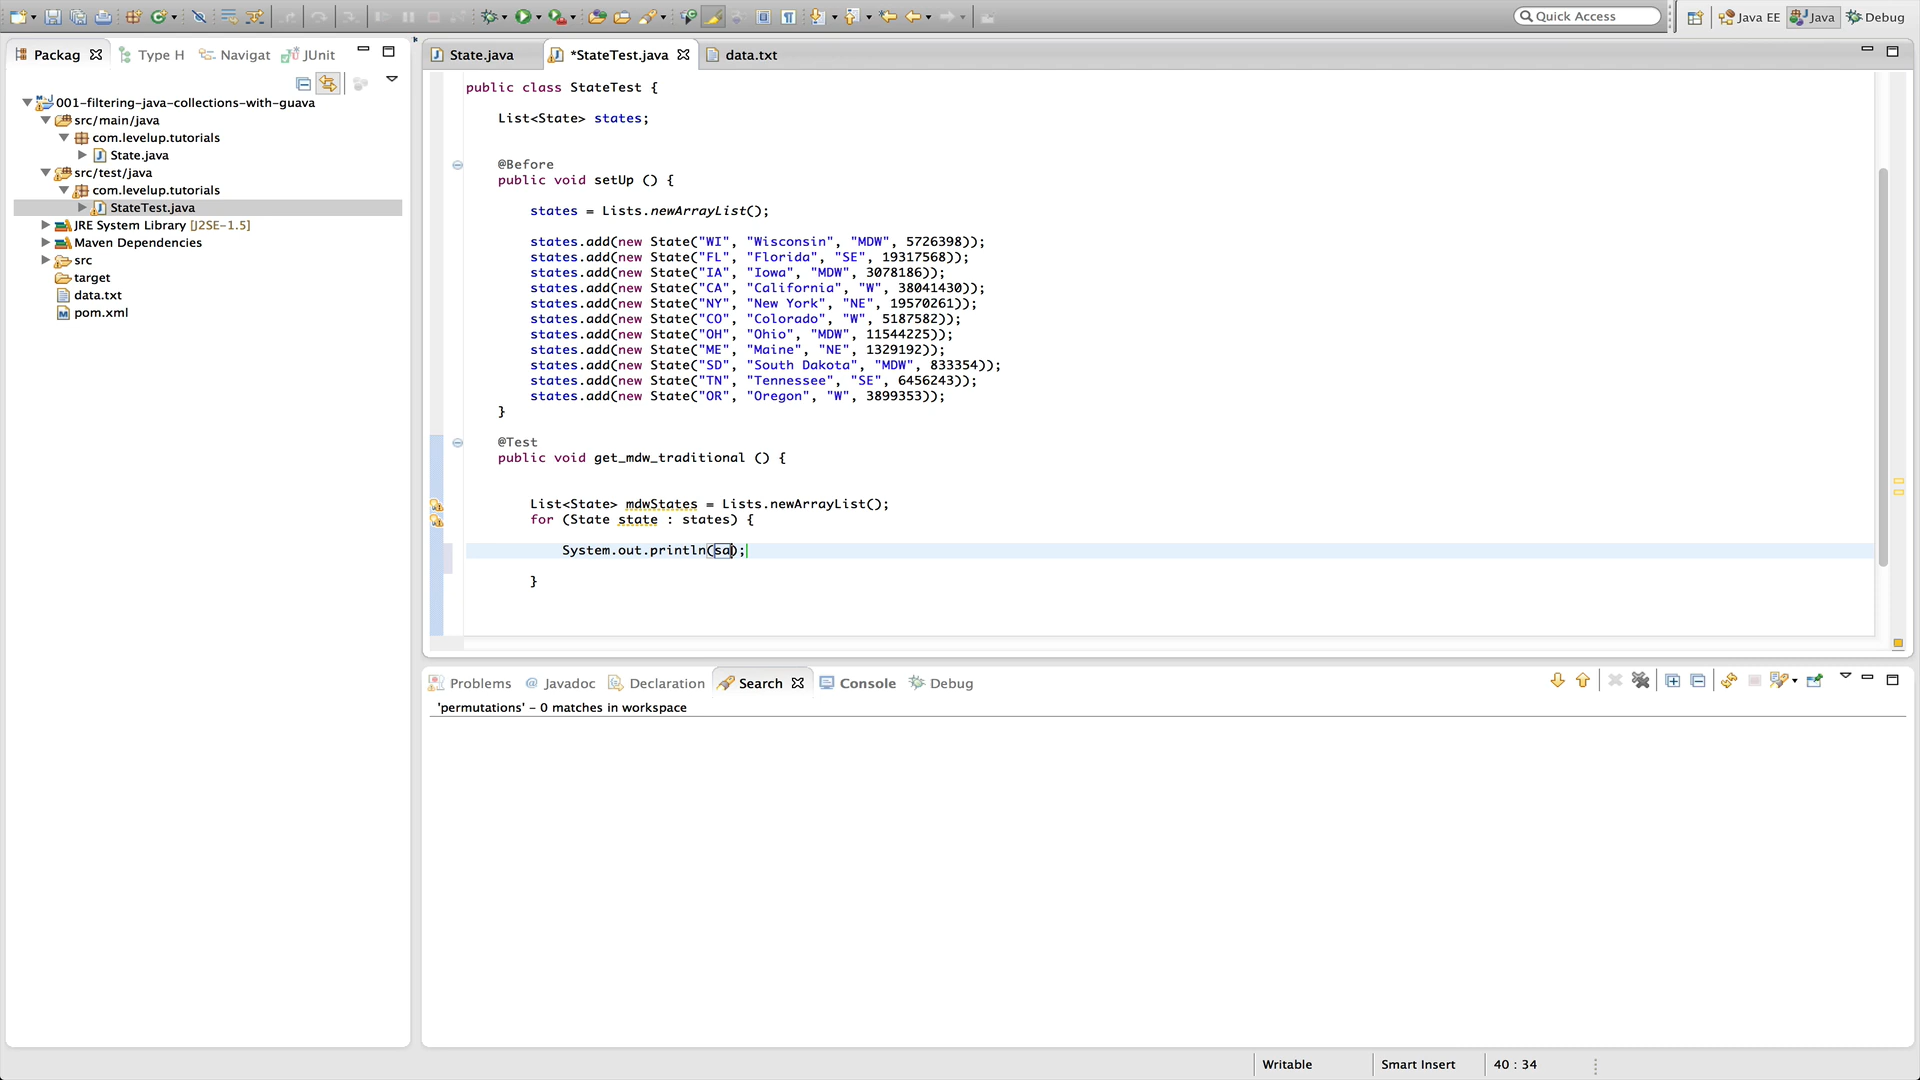 Quick Access
Java EE
Java
Debug
Packag
Type H
Navigat
JUnit
State.java
*StateTest.java
data.txt
001-filtering-java-collections-with-guava
src/main/java
com.levelup.tutorials
State.java
src/test/java
com.levelup.tutorials
StateTest.java
JRE System Library [J2SE-1.5]
Maven Dependencies
src
target
data.txt
pom.xml
public class StateTest {
List<State> states;
@Before
public void setUp () {
states = Lists.newArrayList();
states.add(new State("WI", "Wisconsin", "MDW", 5726398));
states.add(new State("FL", "Florida", "SE", 19317568));
states.add(new State("IA", "Iowa", "MDW", 3078186));
states.add(new State("CA", "California", "W", 38041430));
states.add(new State("NY", "New York", "NE", 19570261));
states.add(new State("CO", "Colorado", "W", 5187582));
states.add(new State("OH", "Ohio", "MDW", 11544225));
states.add(new State("ME", "Maine", "NE", 1329192));
states.add(new State("SD", "South Dakota", "MDW", 833354));
states.add(new State("TN", "Tennessee", "SE", 6456243));
states.add(new State("OR", "Oregon", "W", 3899353));
}
@Test
public void get_mdw_traditional () {
List<State> mdwStates = Lists.newArrayList();
for (State state : states) {
System.out.println(sa);
}
Problems
Javadoc
Declaration
Search
Console
Debug
'permutations' – 0 matches in workspace
Writable
Smart Insert
40 : 34